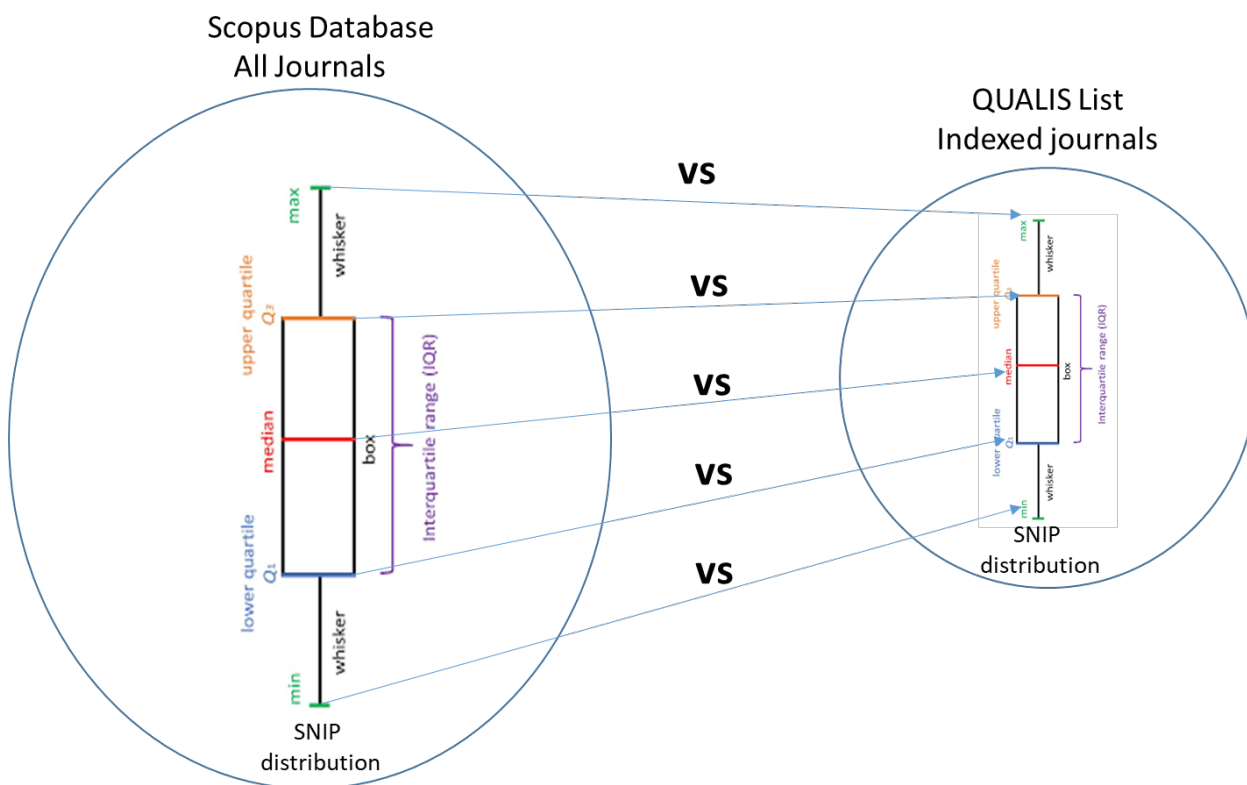 Scopus Database
All Journals
max
whisker
upper quartile
Q3
Interquartile range (IQR)
median
box
lower quartile
Q1
whisker
min
SNIP
distribution
vs
vs
vs
vs
vs
QUALIS List
Indexed journals
max
whisker
upper quartile
Interquartile range (IQR)
median
box
lower quartile
Q1
whisker
min
SNIP
distribution